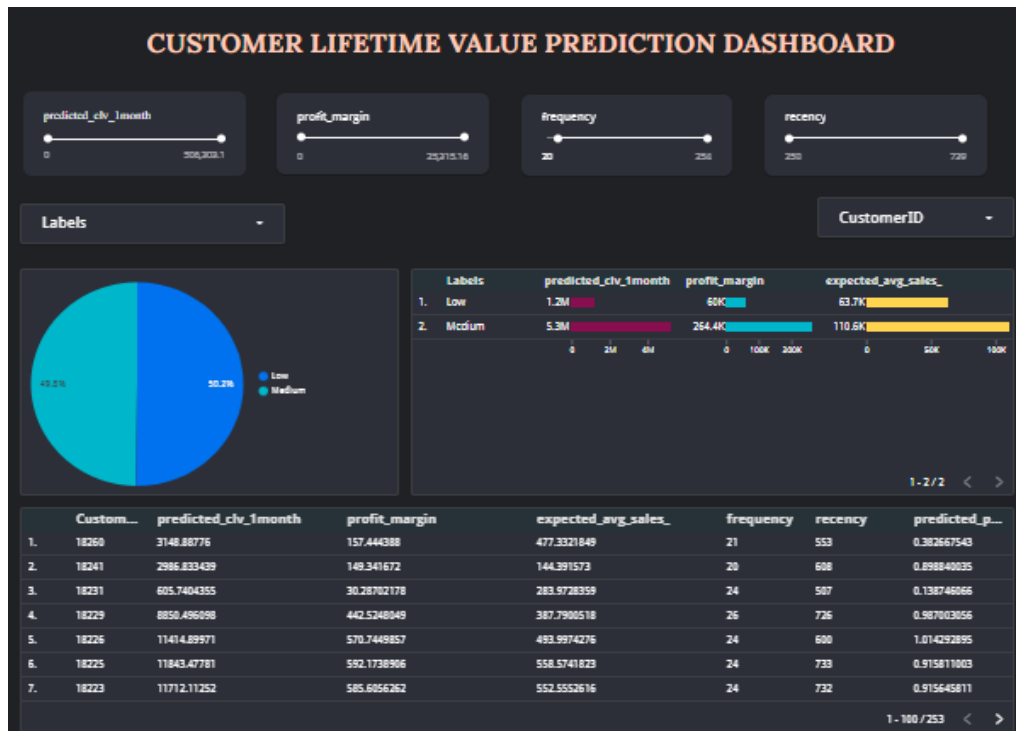 CUSTOMER LIFETIME VALUE PREDICTION DASHBOARD
predicted_clv_1month profit_margin frequency recency
0 0 25,215.16 20 250 729
Labels CustomerID
Labels predicted_clv_1month profit_margin expected_avg_sales_
1. Low 1.2M 60K 63.7K
2. Medium 5.3M 264.4K 110.6K
0 2M 4M 0 100K 200K 0 50K 100K
50.2%
Low
Medium
1-2/2
Custom... predicted_clv_1month profit_margin expected_avg_sales_ frequency recency predicted_p...
1. 18260 3148.88776 157.444388 477.3321849 21 553 0.382667543
2. 18241 2986.833439 149.341672 144.391573 20 608 0.898840035
3. 18231 605.7404355 30.28702178 283.9728359 24 507 0.138746066
4. 18229 8850.496098 442.5248049 387.7900518 26 726 0.987003056
5. 18226 11414.89971 570.7449857 493.9974276 24 600 1.014292895
6. 18225 11843.47781 592.1738906 558.5741823 24 733 0.915811003
7. 18223 11712.11252 585.6056262 552.5552616 24 732 0.915645811
1 - 100 / 253